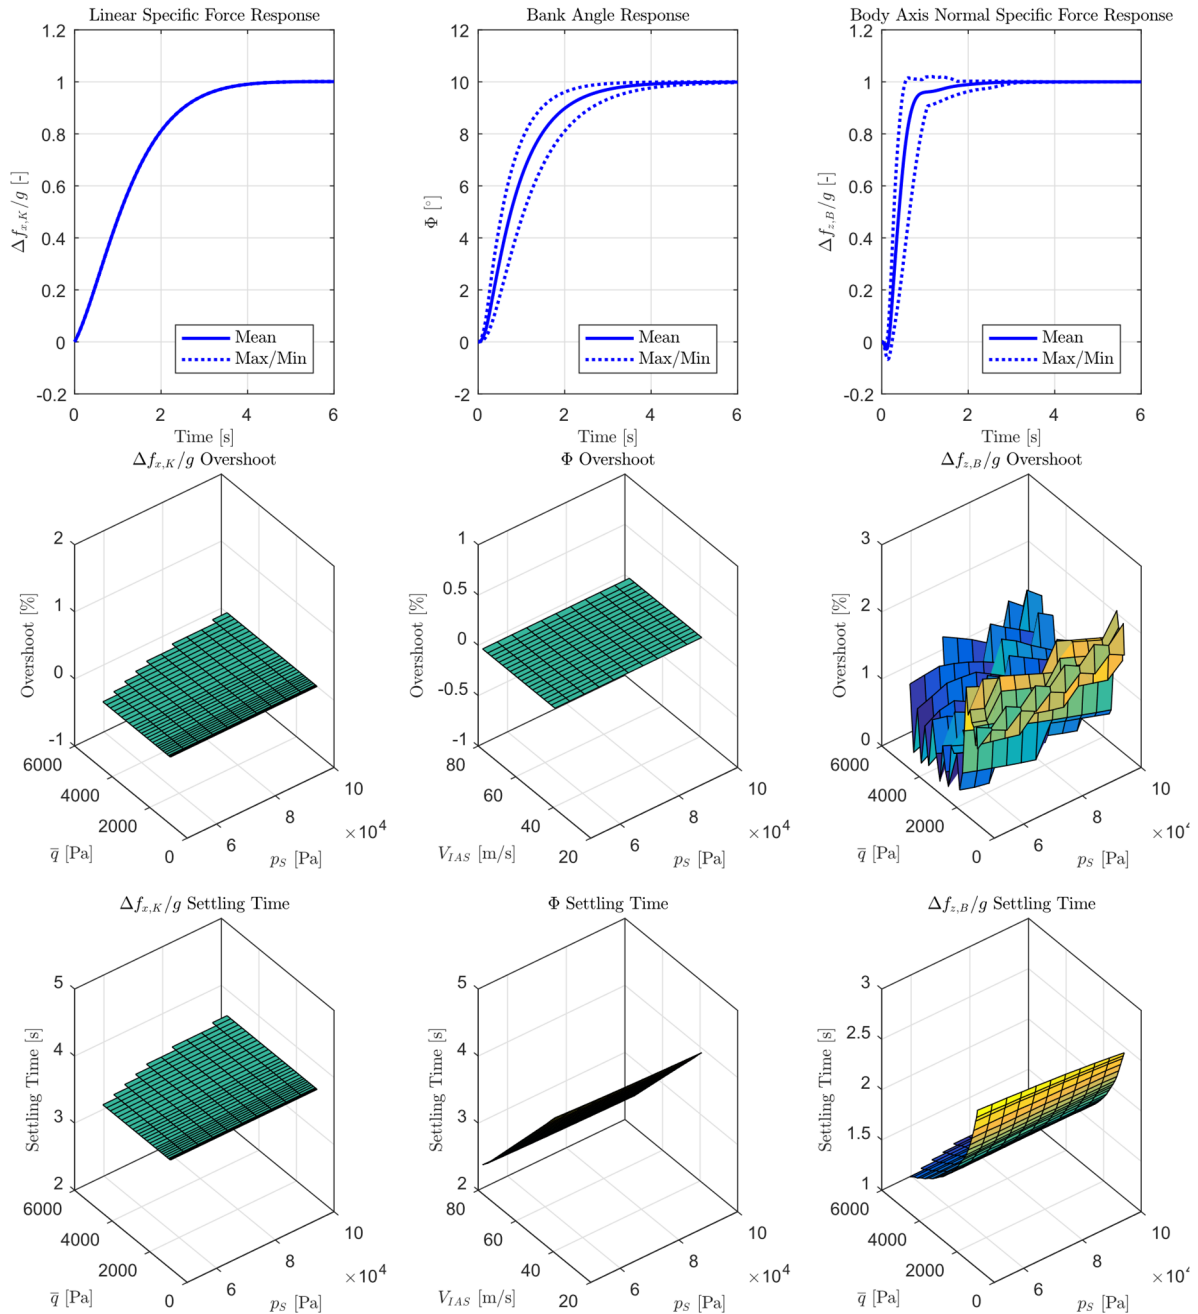 Linear Specific Force Response
1.2
1
0.8
0.6
0.4
0.2
0
-0.2
Δf_{x,K}/g [-]
Mean
Max/Min
0 2 4 6
Time [s]
Bank Angle Response
12
10
8
6
4
2
0
-2
Φ [°]
Mean
Max/Min
0 2 4 6
Time [s]
Body Axis Normal Specific Force Response
1.2
1
0.8
0.6
0.4
0.2
0
-0.2
Δf_{z,B}/g [-]
Mean
Max/Min
0 2 4 6
Time [s]
Δf_{x,K}/g Overshoot
2
1
0
-1
Overshoot [%]
6000
4000
2000
0
q̅ [Pa]
6
8
10
×10⁴
p_S [Pa]
Φ Overshoot
1
0.5
0
-0.5
-1
Overshoot [%]
80
60
40
20
V_{IAS} [m/s]
6
8
10
×10⁴
p_S [Pa]
Δf_{z,B}/g Overshoot
3
2
1
0
Overshoot [%]
6000
4000
2000
0
q̅ [Pa]
6
8
10
×10⁴
p_S [Pa]
Δf_{x,K}/g Settling Time
5
4
3
2
Settling Time [s]
6000
4000
2000
0
q̅ [Pa]
6
8
10
×10⁴
p_S [Pa]
Φ Settling Time
5
4
3
2
Settling Time [s]
80
60
40
20
V_{IAS} [m/s]
6
8
10
×10⁴
p_S [Pa]
Δf_{z,B}/g Settling Time
3
2.5
2
1.5
1
Settling Time [s]
6000
4000
2000
0
q̅ [Pa]
6
8
10
×10⁴
p_S [Pa]